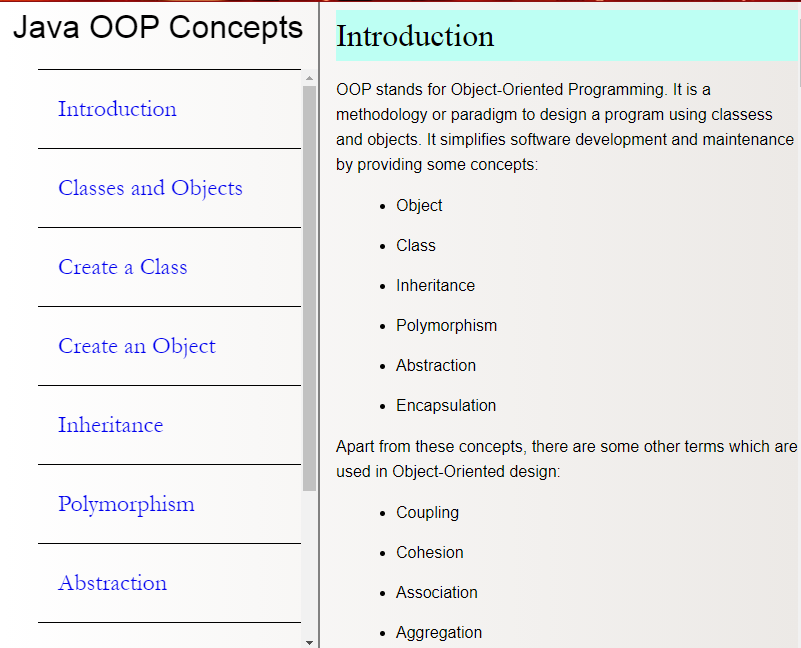 Java OOP Concepts
Introduction
Classes and Objects
Create a Class
Create an Object
Inheritance
Polymorphism
Abstraction
Introduction
OOP stands for Object-Oriented Programming. It is a
methodology or paradigm to design a program using classess
and objects. It simplifies software development and maintenance
by providing some concepts:
Object
Class
Inheritance
Polymorphism
Abstraction
Encapsulation
Apart from these concepts, there are some other terms which are
used in Object-Oriented design:
Coupling
Cohesion
Association
Aggregation